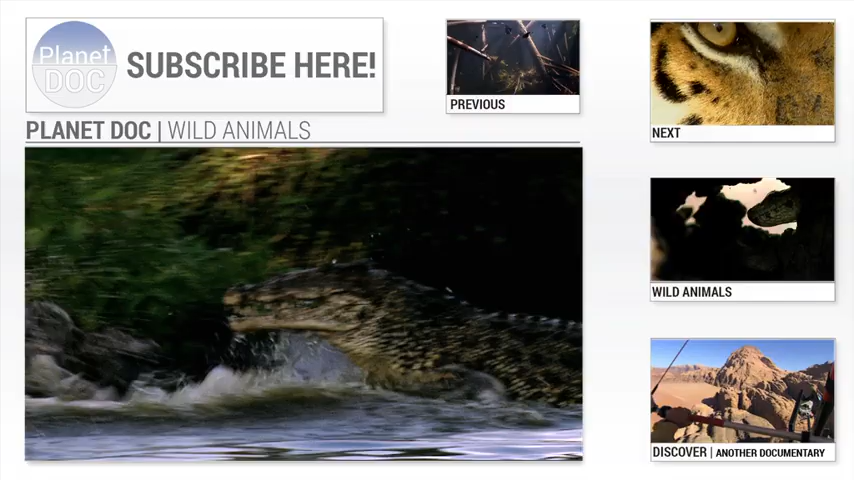 Planet
DOC
SUBSCRIBE HERE!
PREVIOUS
PLANET DOC | WILD ANIMALS
NEXT
WILD ANIMALS
DISCOVER | ANOTHER DOCUMENTARY